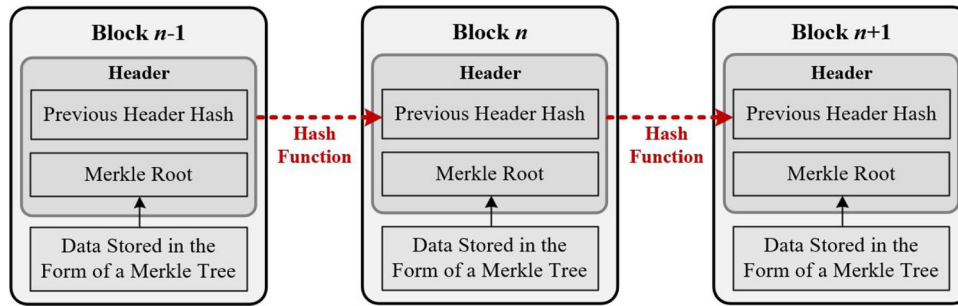 Block n-1
Header
Previous Header Hash
Merkle Root
Data Stored in the
Form of a Merkle Tree
Hash
Function
Block n
Header
Previous Header Hash
Merkle Root
Data Stored in the
Form of a Merkle Tree
Hash
Function
Block n+1
Header
Previous Header Hash
Merkle Root
Data Stored in the
Form of a Merkle Tree